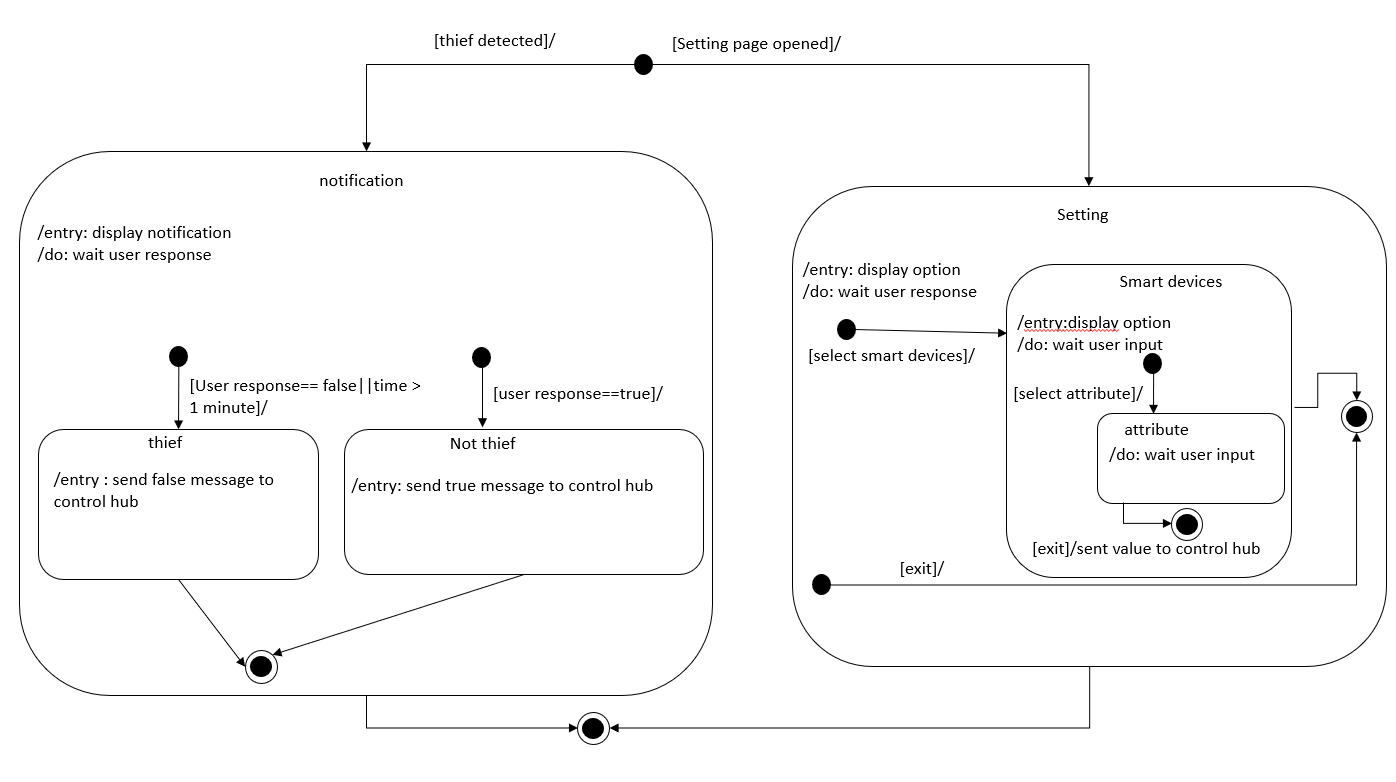 [thief detected]/
[Setting page opened]/
notification
/entry: display notification
/do: wait user response
[User response== false||time >
1 minute]/
[user response==true]/
thief
/entry : send false message to
control hub
Not thief
/entry: send true message to control hub
Setting
/entry: display option
/do: wait user response
[select smart devices]/
Smart devices
/entry:display option
/do: wait user input
[select attribute]/
attribute
/do: wait user input
[exit]/sent value to control hub
[exit]/